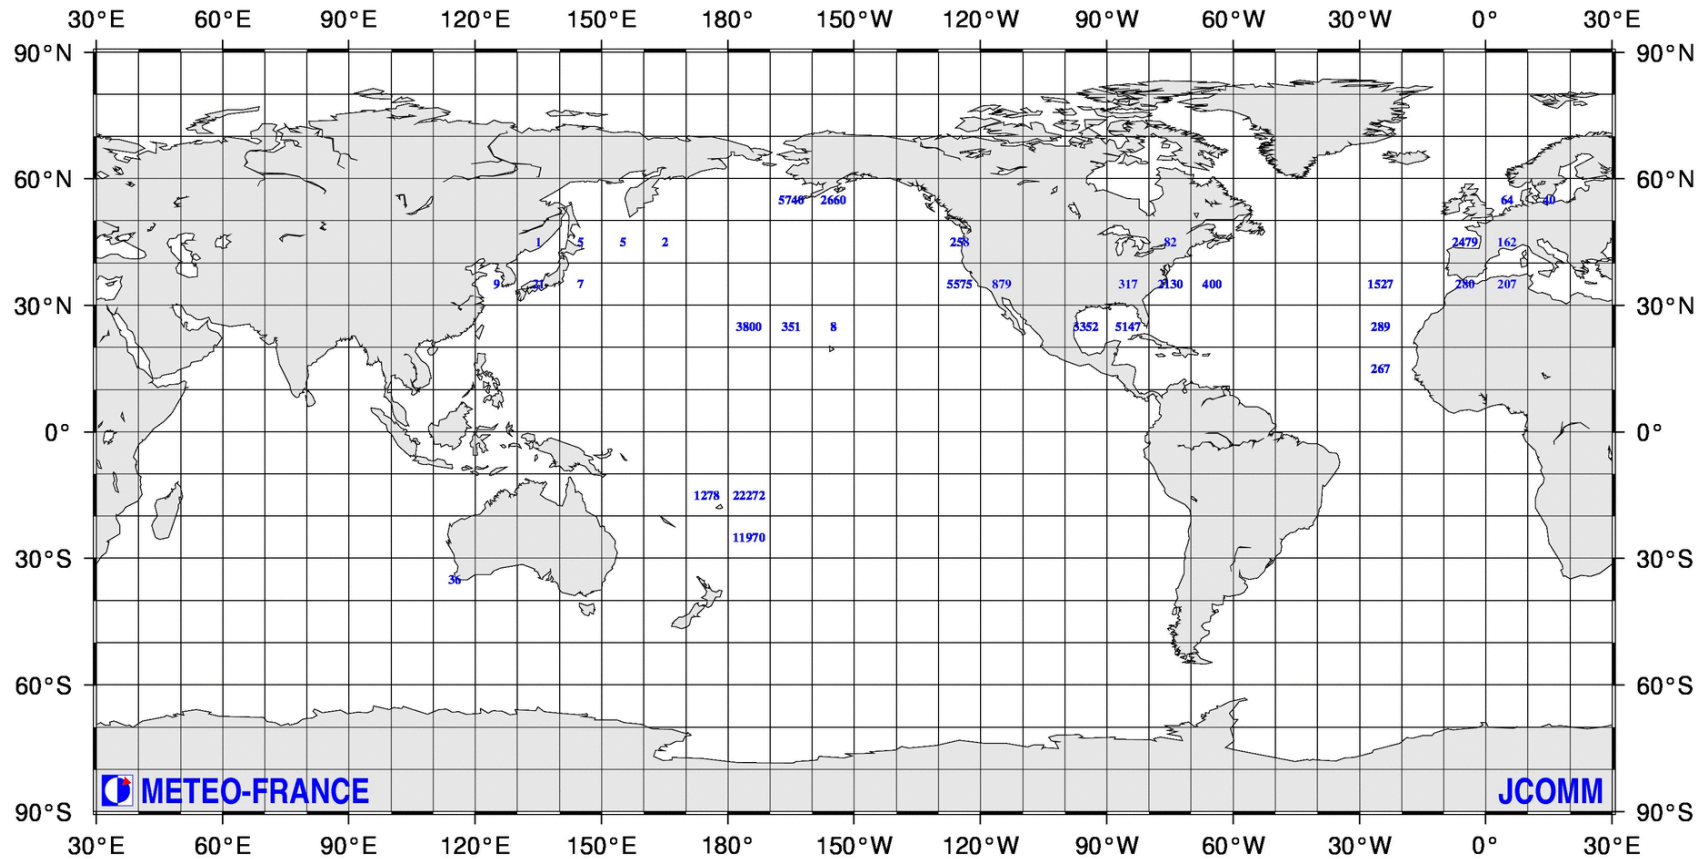 30°E 60°E 90°E 120°E 150°E 180° 150°W 120°W 90°W 60°W 30°W 0° 30°E
90°N 90°N
60°N 60°N
5746 2660 64 40
1 5 5 2 258 82 2479 162
9 21 7 5575 879 317 400 1527 280 207
30°N 30°N
3800 351 8 3352 5147 289
267
0° 0°
1278 22272
11970
30°S 30°S
36
60°S 60°S
METEO-FRANCE JCOMM
90°S 90°S
30°E 60°E 90°E 120°E 150°E 180° 150°W 120°W 90°W 60°W 30°W 0° 30°E